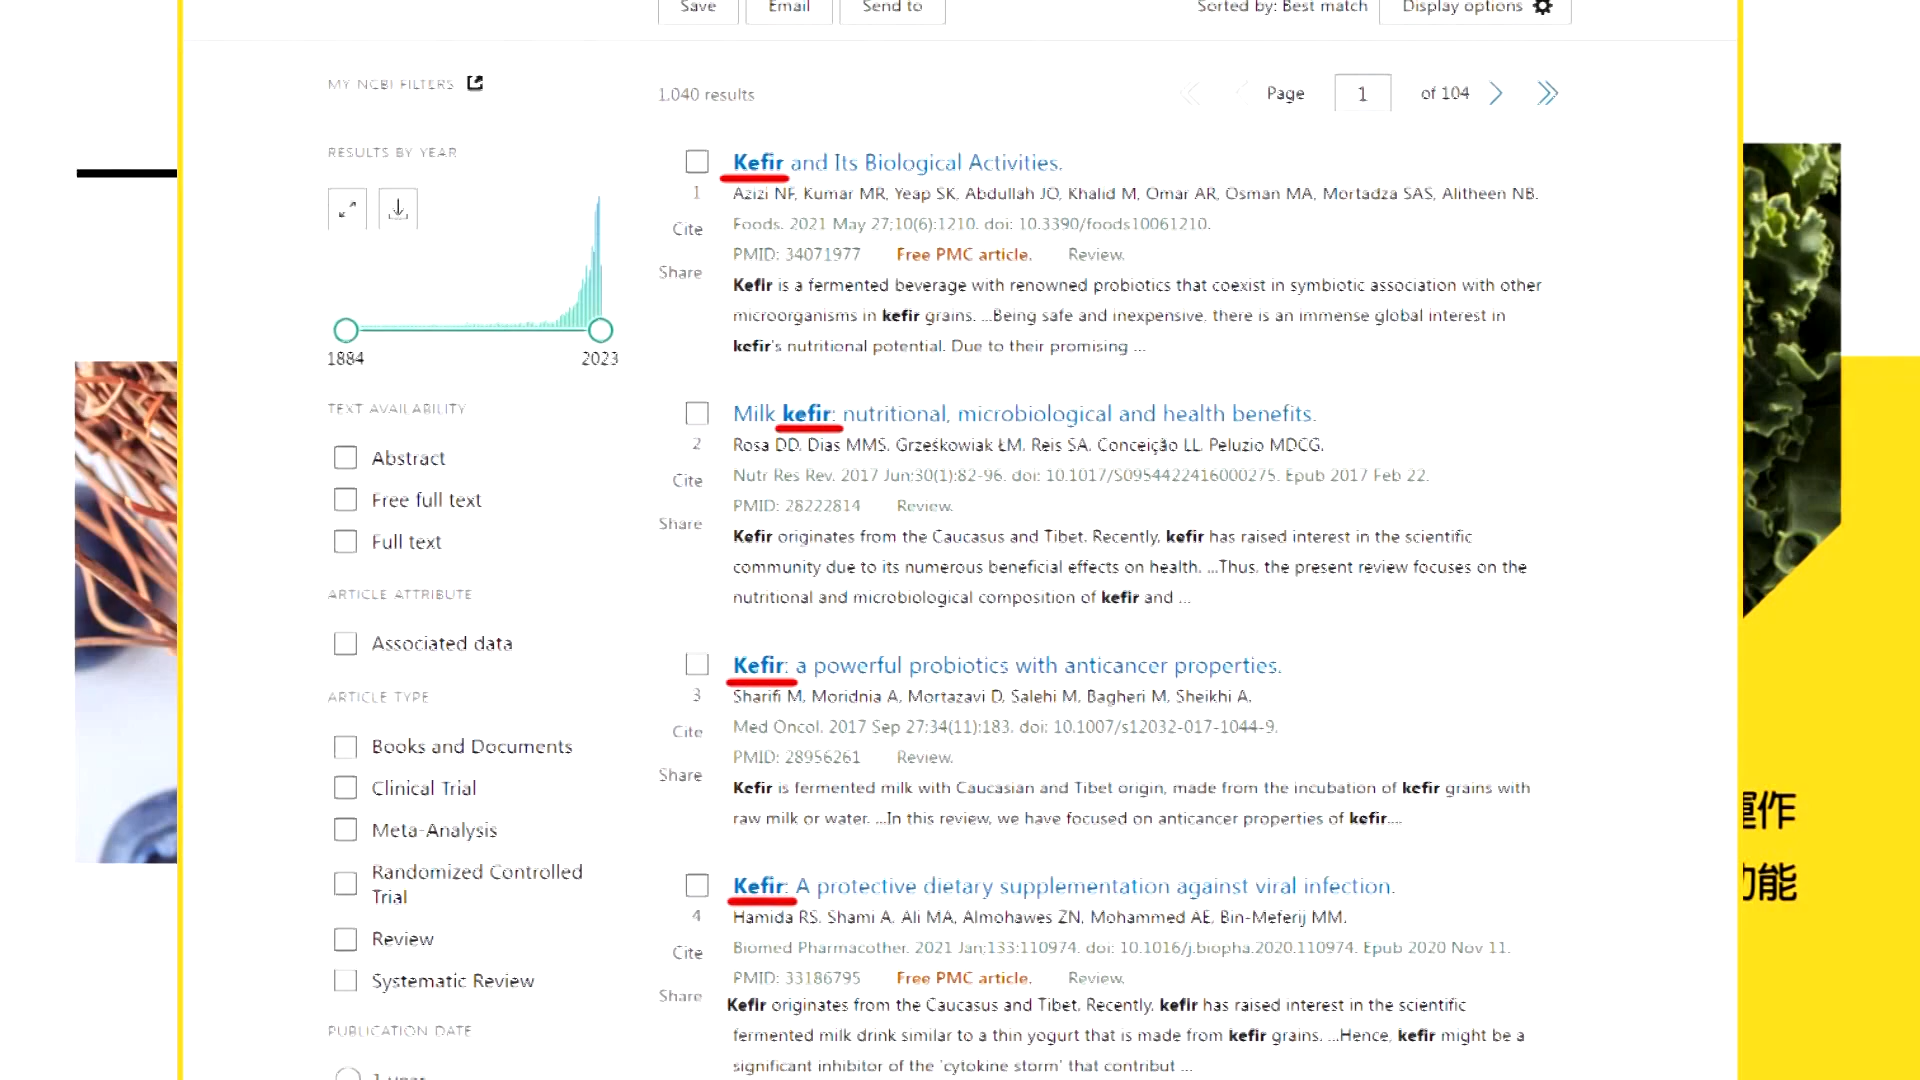 Save Email Send to Sorted by: Best match Display options
MY NCBI FILTERS
1,040 results
Page 1 of 104
RESULTS BY YEAR
1884 2023
TEXT AVAILABILITY
Abstract
Free full text
Full text
ARTICLE ATTRIBUTE
Associated data
ARTICLE TYPE
Books and Documents
Clinical Trial
Meta-Analysis
Randomized Controlled
Trial
Review
Systematic Review
PUBLICATION DATE
1 year
Kefir and Its Biological Activities.
1
Azizi NF, Kumar MR, Yeap SK, Abdullah JO, Khalid M, Omar AR, Osman MA, Mortadza SAS, Alitheen NB.
Cite
Foods. 2021 May 27;10(6):1210. doi: 10.3390/foods10061210.
PMID: 34071977 Free PMC article. Review.
Share
Kefir is a fermented beverage with renowned probiotics that coexist in symbiotic association with other
microorganisms in kefir grains. ...Being safe and inexpensive, there is an immense global interest in
kefir's nutritional potential. Due to their promising ...
Milk kefir: nutritional, microbiological and health benefits.
2
Rosa DD, Dias MMS, Grześkowiak ŁM, Reis SA, Conceição LL, Peluzio MDCG.
Cite
Nutr Res Rev. 2017 Jun;30(1):82-96. doi: 10.1017/S0954422416000275. Epub 2017 Feb 22.
PMID: 28222814 Review.
Share
Kefir originates from the Caucasus and Tibet. Recently, kefir has raised interest in the scientific
community due to its numerous beneficial effects on health. ...Thus, the present review focuses on the
nutritional and microbiological composition of kefir and ...
Kefir: a powerful probiotics with anticancer properties.
3
Sharifi M, Moridnia A, Mortazavi D, Salehi M, Bagheri M, Sheikhi A.
Cite
Med Oncol. 2017 Sep 27;34(11):183. doi: 10.1007/s12032-017-1044-9.
PMID: 28956261 Review.
Share
Kefir is fermented milk with Caucasian and Tibet origin, made from the incubation of kefir grains with
raw milk or water. ...In this review, we have focused on anticancer properties of kefir....
Kefir: A protective dietary supplementation against viral infection.
4
Hamida RS, Shami A, Ali MA, Almohawes ZN, Mohammed AE, Bin-Meferij MM.
Cite
Biomed Pharmacother. 2021 Jan;133:110974. doi: 10.1016/j.biopha.2020.110974. Epub 2020 Nov 11.
PMID: 33186795 Free PMC article. Review.
Share
Kefir originates from the Caucasus and Tibet. Recently, kefir has raised interest in the scientific
fermented milk drink similar to a thin yogurt that is made from kefir grains. ...Hence, kefir might be a
significant inhibitor of the 'cytokine storm' that contribut ...
運作
功能